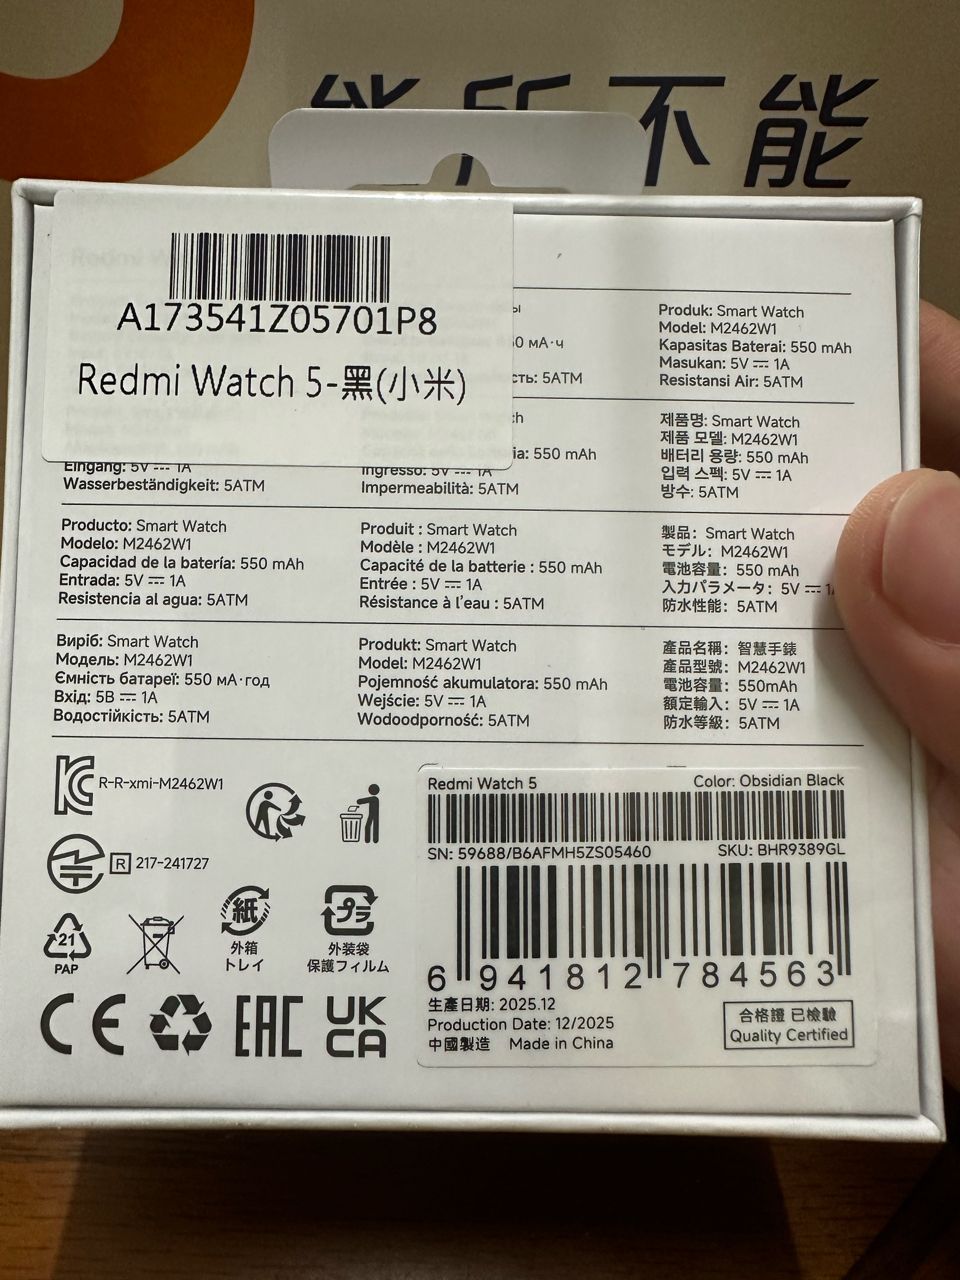 能所不能
A173541Z05701P8
Redmi Watch 5-黑(小米)
5ATM
Produk: Smart Watch
Model: M2462W1
Kapasitas Baterai: 550 mAh
Masukan: 5V ⎓ 1A
Resistansi Air: 5ATM
Eingang: 5V ⎓ 1A
Wasserbeständigkeit: 5ATM
550 mAh
Ingresso: 5V ⎓ 1A
Impermeabilità: 5ATM
제품명: Smart Watch
제품 모델: M2462W1
배터리 용량: 550 mAh
입력 스펙: 5V ⎓ 1A
방수: 5ATM
Producto: Smart Watch
Modelo: M2462W1
Capacidad de la batería: 550 mAh
Entrada: 5V ⎓ 1A
Resistencia al agua: 5ATM
Produit : Smart Watch
Modèle : M2462W1
Capacité de la batterie : 550 mAh
Entrée : 5V ⎓ 1A
Résistance à l'eau : 5ATM
製品: Smart Watch
モデル: M2462W1
電池容量: 550 mAh
入力パラメータ: 5V ⎓ 1A
防水性能: 5ATM
Виріб: Smart Watch
Модель: M2462W1
Ємність батареї: 550 мА·год
Вхід: 5В ⎓ 1А
Водостійкість: 5ATM
Produkt: Smart Watch
Model: M2462W1
Pojemność akumulatora: 550 mAh
Wejście: 5V ⎓ 1A
Wodoodporność: 5ATM
產品名稱: 智慧手錶
產品型號: M2462W1
電池容量: 550mAh
額定輸入: 5V ⎓ 1A
防水等級: 5ATM
R-R-xmi-M2462W1
R 217-241727
21
PAP
紙
外箱
トレイ
プラ
外装袋
保護フィルム
CE
EAC
UK
CA
Redmi Watch 5 Color: Obsidian Black
SN: 59688/B6AFMH5ZS05460 SKU: BHR9389GL
6 941812 784563
生產日期: 2025.12
Production Date: 12/2025
中國製造 Made in China
合格證 已檢驗
Quality Certified